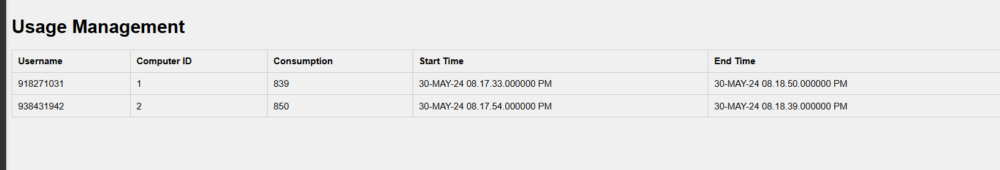 Usage Management
Username Computer ID Consumption Start Time End Time
918271031 1 839 30-MAY-24 08.17.33.000000 PM 30-MAY-24 08.18.50.000000 PM
938431942 2 850 30-MAY-24 08.17.54.000000 PM 30-MAY-24 08.18.39.000000 PM